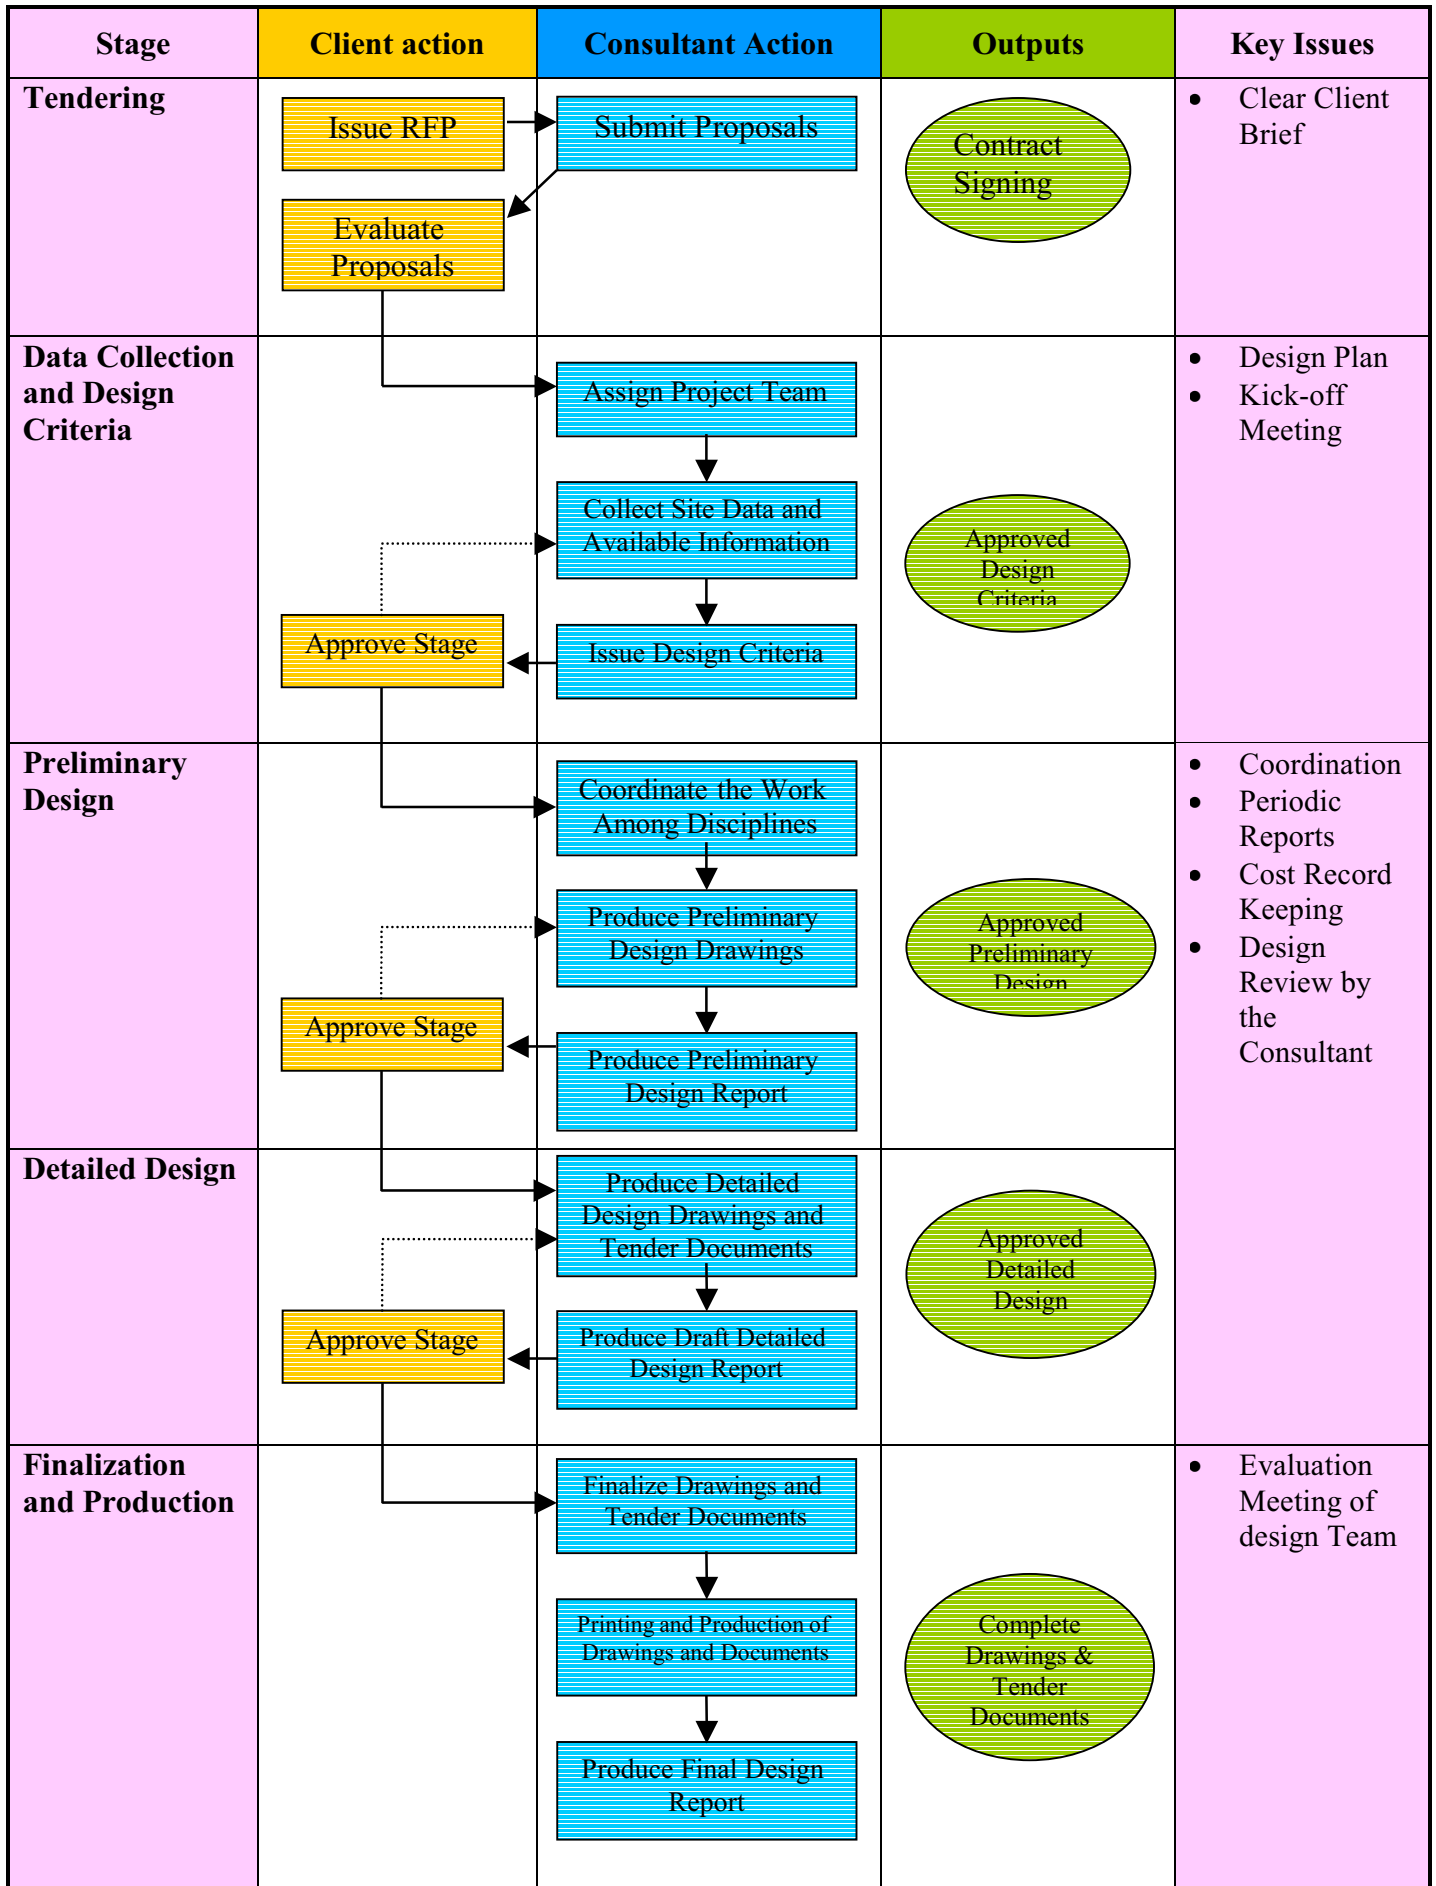 Stage
Client action
Consultant Action
Outputs
Key Issues
Tendering
Issue RFP
Submit Proposals
Evaluate
Proposals
Contract
Signing
• Clear Client
Brief
Data Collection
and Design
Criteria
Assign Project Team
Collect Site Data and
Available Information
Approve Stage
Issue Design Criteria
Approved
Design
Criteria
• Design Plan
• Kick-off
Meeting
Preliminary
Design
Coordinate the Work
Among Disciplines
Produce Preliminary
Design Drawings
Approve Stage
Produce Preliminary
Design Report
Approved
Preliminary
Design
• Coordination
• Periodic
Reports
• Cost Record
Keeping
• Design
Review by
the
Consultant
Detailed Design
Produce Detailed
Design Drawings and
Tender Documents
Approve Stage
Produce Draft Detailed
Design Report
Approved
Detailed
Design
Finalization
and Production
Finalize Drawings and
Tender Documents
Printing and Production of
Drawings and Documents
Produce Final Design
Report
Complete
Drawings &
Tender
Documents
• Evaluation
Meeting of
design Team